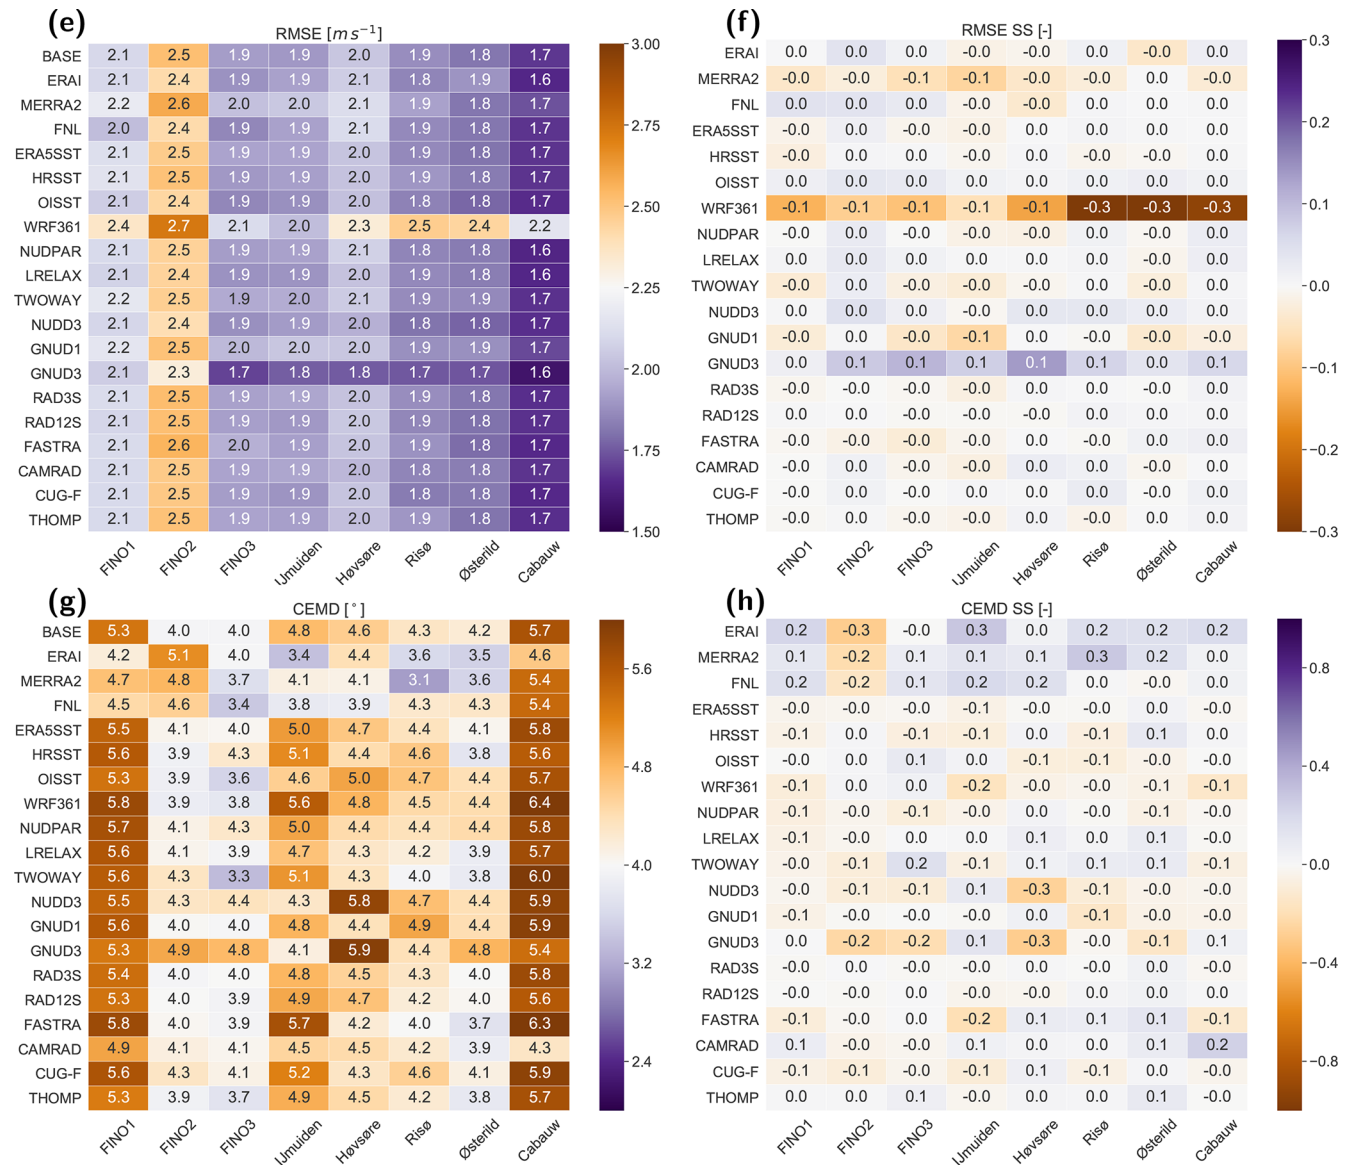 (e)
RMSE [m s−1]
BASE 2.1 2.5 1.9 1.9 2.0 1.9 1.8 1.7
ERAI 2.1 2.4 1.9 1.9 2.1 1.8 1.9 1.6
MERRA2 2.2 2.6 2.0 2.0 2.1 1.9 1.8 1.7
FNL 2.0 2.4 1.9 1.9 2.1 1.8 1.8 1.7
ERA5SST 2.1 2.5 1.9 1.9 2.0 1.8 1.8 1.7
HRSST 2.1 2.5 1.9 1.9 2.0 1.9 1.8 1.7
OISST 2.1 2.4 1.9 1.9 2.0 1.8 1.8 1.7
WRF361 2.4 2.7 2.1 2.0 2.3 2.5 2.4 2.2
NUDPAR 2.1 2.5 1.9 1.9 2.1 1.8 1.8 1.6
LRELAX 2.1 2.4 1.9 1.9 2.0 1.9 1.8 1.6
TWOWAY 2.2 2.5 1.9 2.0 2.1 1.9 1.9 1.7
NUDD3 2.1 2.4 1.9 1.9 2.0 1.8 1.8 1.7
GNUD1 2.2 2.5 2.0 2.0 2.0 1.9 1.9 1.7
GNUD3 2.1 2.3 1.7 1.8 1.8 1.7 1.7 1.6
RAD3S 2.1 2.5 1.9 1.9 2.0 1.9 1.8 1.7
RAD12S 2.1 2.5 1.9 1.9 2.0 1.9 1.8 1.7
FASTRA 2.1 2.6 2.0 1.9 2.0 1.9 1.8 1.7
CAMRAD 2.1 2.5 1.9 1.9 2.0 1.8 1.8 1.7
CUG-F 2.1 2.5 1.9 1.9 2.0 1.8 1.8 1.7
THOMP 2.1 2.5 1.9 1.9 2.0 1.9 1.8 1.7
FINO1 FINO2 FINO3 IJmuiden Høvsøre Risø Østerild Cabauw
3.00
2.75
2.50
2.25
2.00
1.75
1.50
(f)
RMSE SS [-]
ERAI 0.0 0.0 0.0 -0.0 -0.0 0.0 -0.0 0.0
MERRA2 -0.0 -0.0 -0.1 -0.1 -0.0 -0.0 0.0 -0.0
FNL 0.0 0.0 0.0 -0.0 -0.0 0.0 0.0 0.0
ERA5SST -0.0 0.0 -0.0 -0.0 0.0 0.0 0.0 0.0
HRSST -0.0 0.0 0.0 -0.0 0.0 -0.0 -0.0 0.0
OISST 0.0 0.0 0.0 0.0 0.0 0.0 0.0 0.0
WRF361 -0.1 -0.1 -0.1 -0.1 -0.1 -0.3 -0.3 -0.3
NUDPAR -0.0 0.0 -0.0 -0.0 -0.0 0.0 0.0 0.0
LRELAX 0.0 0.0 0.0 0.0 0.0 0.0 -0.0 0.0
TWOWAY -0.0 0.0 -0.0 -0.0 -0.0 -0.0 -0.0 0.0
NUDD3 0.0 0.0 0.0 -0.0 0.0 0.0 0.0 0.0
GNUD1 -0.0 0.0 -0.0 -0.1 0.0 -0.0 -0.0 -0.0
GNUD3 0.0 0.1 0.1 0.1 0.1 0.1 0.0 0.1
RAD3S -0.0 -0.0 0.0 -0.0 0.0 0.0 0.0 0.0
RAD12S 0.0 0.0 -0.0 -0.0 -0.0 0.0 0.0 0.0
FASTRA -0.0 -0.0 -0.0 -0.0 0.0 -0.0 0.0 0.0
CAMRAD -0.0 0.0 -0.0 -0.0 0.0 0.0 -0.0 0.0
CUG-F -0.0 0.0 0.0 -0.0 0.0 0.0 -0.0 0.0
THOMP -0.0 0.0 0.0 -0.0 0.0 -0.0 0.0 0.0
FINO1 FINO2 FINO3 IJmuiden Høvsøre Risø Østerild Cabauw
0.3
0.2
0.1
0.0
−0.1
−0.2
−0.3
(g)
CEMD [°]
BASE 5.3 4.0 4.0 4.8 4.6 4.3 4.2 5.7
ERAI 4.2 5.1 4.0 3.4 4.4 3.6 3.5 4.6
MERRA2 4.7 4.8 3.7 4.1 4.1 3.1 3.6 5.4
FNL 4.5 4.6 3.4 3.8 3.9 4.3 4.3 5.4
ERA5SST 5.5 4.1 4.0 5.0 4.7 4.4 4.1 5.8
HRSST 5.6 3.9 4.3 5.1 4.4 4.6 3.8 5.6
OISST 5.3 3.9 3.6 4.6 5.0 4.7 4.4 5.7
WRF361 5.8 3.9 3.8 5.6 4.8 4.5 4.4 6.4
NUDPAR 5.7 4.1 4.3 5.0 4.4 4.4 4.4 5.8
LRELAX 5.6 4.1 3.9 4.7 4.3 4.2 3.9 5.7
TWOWAY 5.6 4.3 3.3 5.1 4.3 4.0 3.8 6.0
NUDD3 5.5 4.3 4.4 4.3 5.8 4.7 4.4 5.9
GNUD1 5.6 4.0 4.0 4.8 4.4 4.9 4.4 5.9
GNUD3 5.3 4.9 4.8 4.1 5.9 4.4 4.8 5.4
RAD3S 5.4 4.0 4.0 4.8 4.5 4.3 4.0 5.8
RAD12S 5.3 4.0 3.9 4.9 4.7 4.2 4.0 5.6
FASTRA 5.8 4.0 3.9 5.7 4.2 4.0 3.7 6.3
CAMRAD 4.9 4.1 4.1 4.5 4.5 4.2 3.9 4.3
CUG-F 5.6 4.3 4.1 5.2 4.3 4.6 4.1 5.9
THOMP 5.3 3.9 3.7 4.9 4.5 4.2 3.8 5.7
FINO1 FINO2 FINO3 IJmuiden Høvsøre Risø Østerild Cabauw
5.6
4.8
4.0
3.2
2.4
(h)
CEMD SS [-]
ERAI 0.2 -0.3 -0.0 0.3 0.0 0.2 0.2 0.2
MERRA2 0.1 -0.2 0.1 0.1 0.1 0.3 0.2 0.0
FNL 0.2 -0.2 0.1 0.2 0.2 0.0 -0.0 0.0
ERA5SST -0.0 -0.0 -0.0 -0.1 -0.0 -0.0 0.0 -0.0
HRSST -0.1 0.0 -0.1 -0.1 0.0 -0.1 0.1 0.0
OISST -0.0 0.0 0.1 0.0 -0.1 -0.1 -0.0 0.0
WRF361 -0.1 0.0 0.0 -0.2 -0.0 -0.0 -0.1 -0.1
NUDPAR -0.1 -0.0 -0.1 -0.0 0.0 -0.0 -0.1 -0.0
LRELAX -0.1 -0.0 0.0 0.0 0.1 0.0 0.1 -0.0
TWOWAY -0.0 -0.1 0.2 -0.1 0.1 0.1 0.1 -0.1
NUDD3 -0.0 -0.1 -0.1 0.1 -0.3 -0.1 -0.0 -0.0
GNUD1 -0.1 -0.0 -0.0 0.0 0.0 -0.1 -0.0 -0.0
GNUD3 0.0 -0.2 -0.2 0.1 -0.3 -0.0 -0.1 0.1
RAD3S -0.0 0.0 -0.0 -0.0 0.0 -0.0 0.0 -0.0
RAD12S -0.0 -0.0 0.0 -0.0 -0.0 0.0 0.0 0.0
FASTRA -0.1 -0.0 0.0 -0.2 0.1 0.1 0.1 -0.1
CAMRAD 0.1 -0.0 -0.0 0.1 0.0 0.0 0.1 0.2
CUG-F -0.1 -0.1 -0.0 -0.1 0.1 -0.1 0.0 -0.0
THOMP 0.0 0.0 0.1 -0.0 0.0 0.0 0.1 -0.0
FINO1 FINO2 FINO3 IJmuiden Høvsøre Risø Østerild Cabauw
0.8
0.4
0.0
−0.4
−0.8